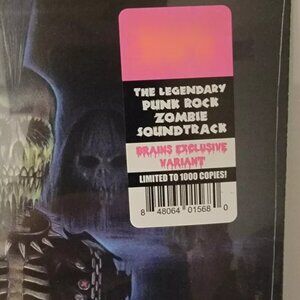 THE LEGENDARY
PUNK ROCK
ZOMBIE
SOUNDTRACK
BRAINS EXCLUSIVE
VARIANT
LIMITED TO 1000 COPIES!
8 48064 01568 0